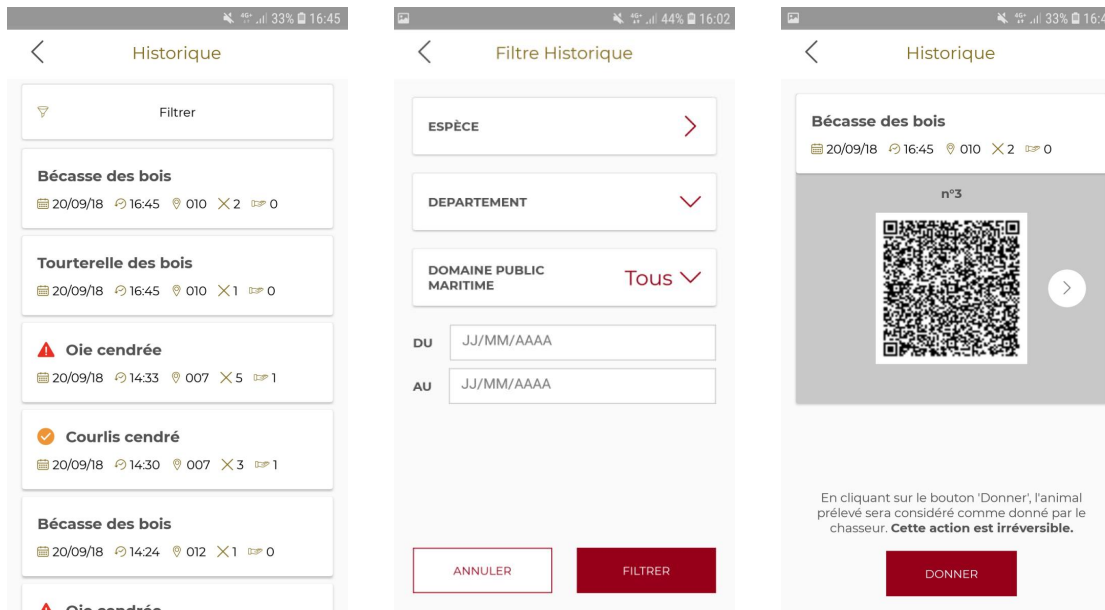 33% 16:45
Historique
Filtrer
Bécasse des bois
20/09/18 16:45 010 2 0
Tourterelle des bois
20/09/18 16:45 010 1 0
Oie cendrée
20/09/18 14:33 007 5 1
Courlis cendré
20/09/18 14:30 007 3 1
Bécasse des bois
20/09/18 14:24 012 1 0
Oie cendrée
4G+ 44% 16:02
Filtre Historique
ESPÈCE
DEPARTEMENT
DOMAINE PUBLIC
MARITIME
Tous
DU JJ/MM/AAAA
AU JJ/MM/AAAA
ANNULER FILTRER
33% 16:4
Historique
Bécasse des bois
20/09/18 16:45 010 2 0
n°3
En cliquant sur le bouton 'Donner', l'animal
prélevé sera considéré comme donné par le
chasseur. Cette action est irréversible.
DONNER